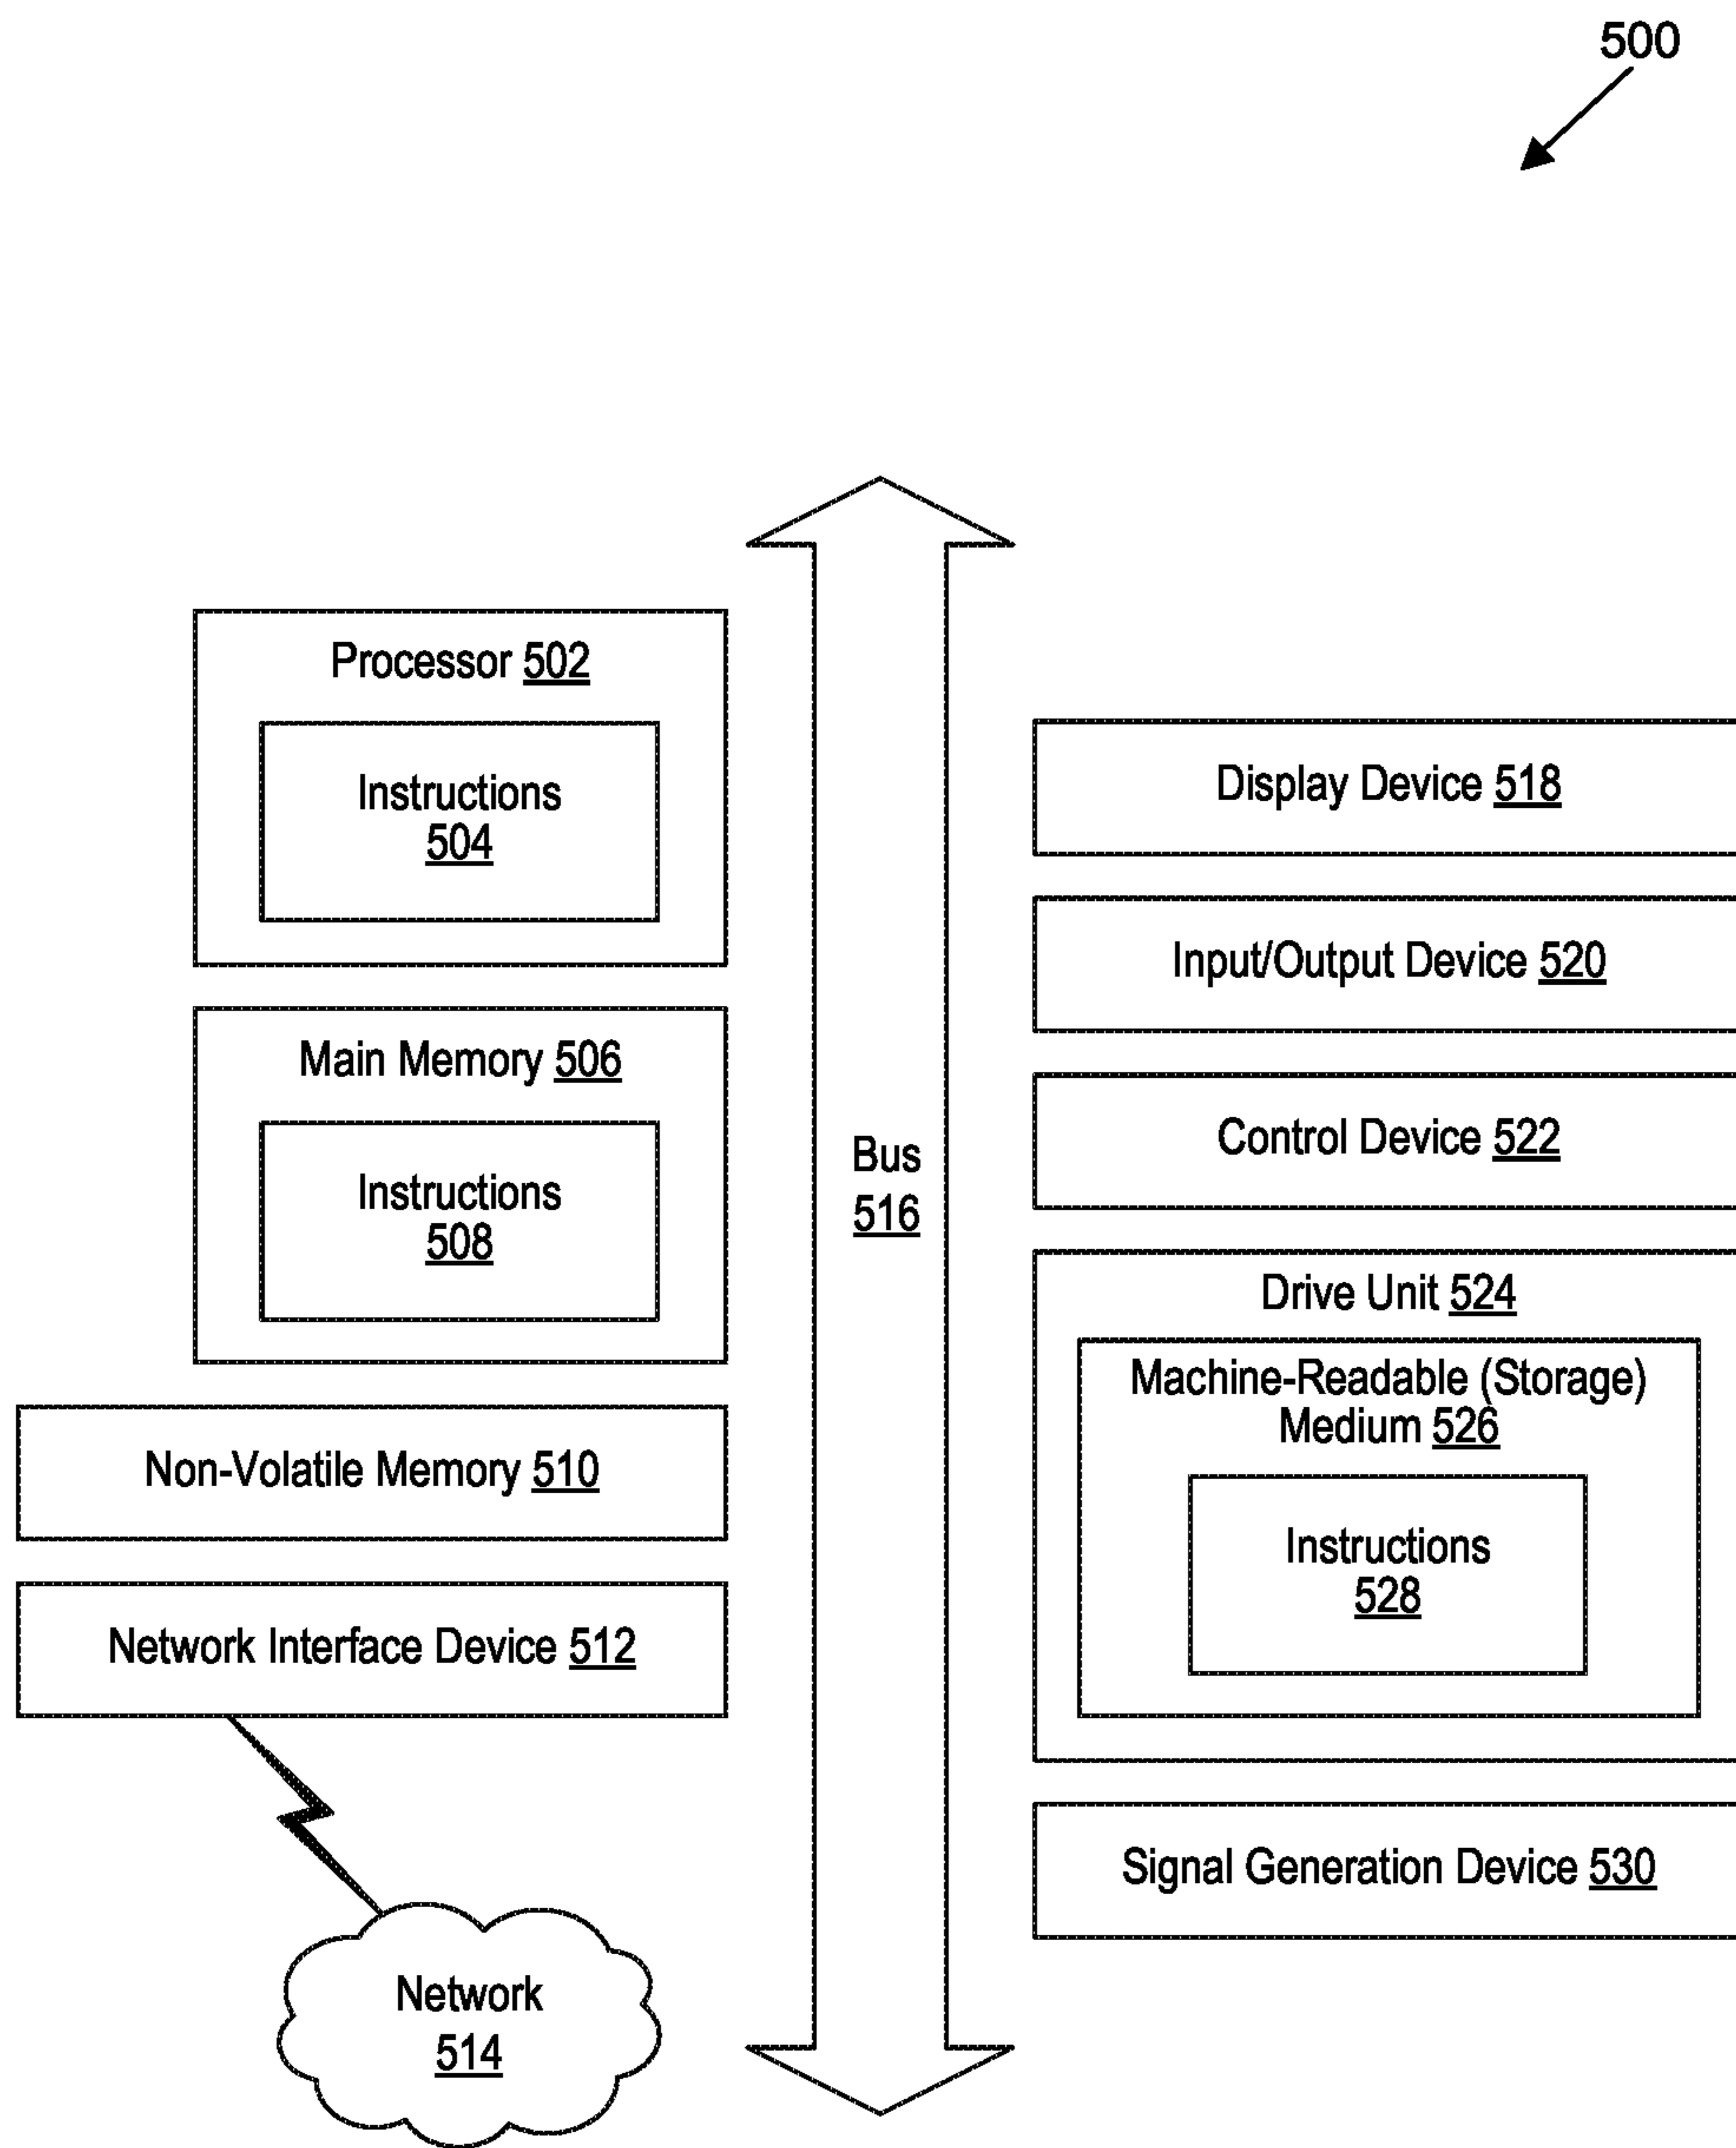 500
Processor 502
Instructions
504
Main Memory 506
Instructions
508
Non-Volatile Memory 510
Network Interface Device 512
Network
514
Bus
516
Display Device 518
Input/Output Device 520
Control Device 522
Drive Unit 524
Machine-Readable (Storage)
Medium 526
Instructions
528
Signal Generation Device 530